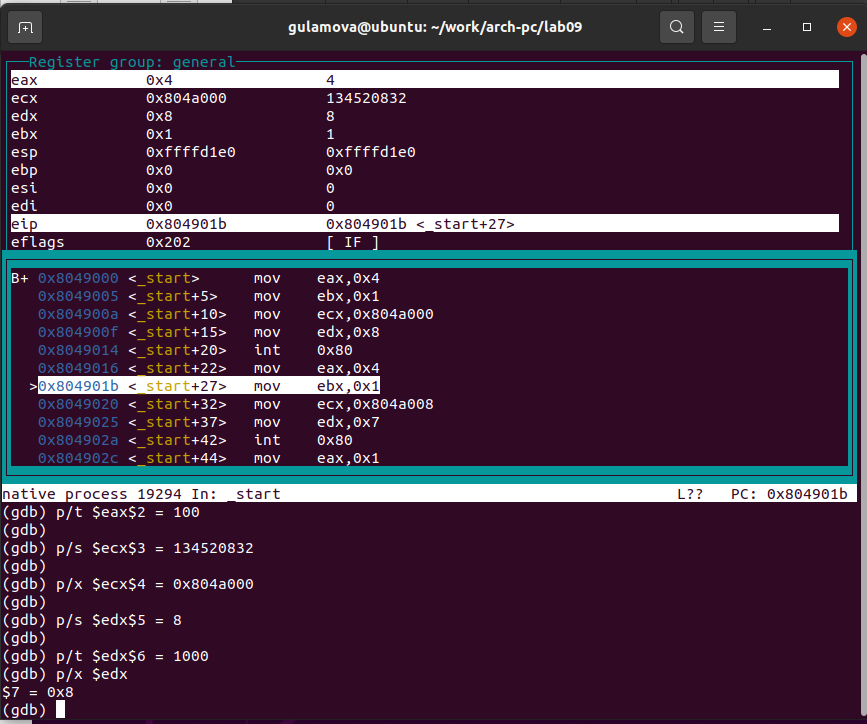 gulamova@ubuntu: ~/work/arch-pc/lab09
Register group: general
eax 0x4 4
ecx 0x804a000 134520832
edx 0x8 8
ebx 0x1 1
esp 0xffffd1e0 0xffffd1e0
ebp 0x0 0x0
esi 0x0 0
edi 0x0 0
eip 0x804901b 0x804901b <_start+27>
eflags 0x202 [ IF ]
B+ 0x8049000 <_start> mov eax,0x4
0x8049005 <_start+5> mov ebx,0x1
0x804900a <_start+10> mov ecx,0x804a000
0x804900f <_start+15> mov edx,0x8
0x8049014 <_start+20> int 0x80
0x8049016 <_start+22> mov eax,0x4
>0x804901b <_start+27> mov ebx,0x1
0x8049020 <_start+32> mov ecx,0x804a008
0x8049025 <_start+37> mov edx,0x7
0x804902a <_start+42> int 0x80
0x804902c <_start+44> mov eax,0x1
native process 19294 In: _start L?? PC: 0x804901b
(gdb) p/t $eax$2 = 100
(gdb)
(gdb) p/s $ecx$3 = 134520832
(gdb)
(gdb) p/x $ecx$4 = 0x804a000
(gdb)
(gdb) p/s $edx$5 = 8
(gdb)
(gdb) p/t $edx$6 = 1000
(gdb) p/x $edx
$7 = 0x8
(gdb)